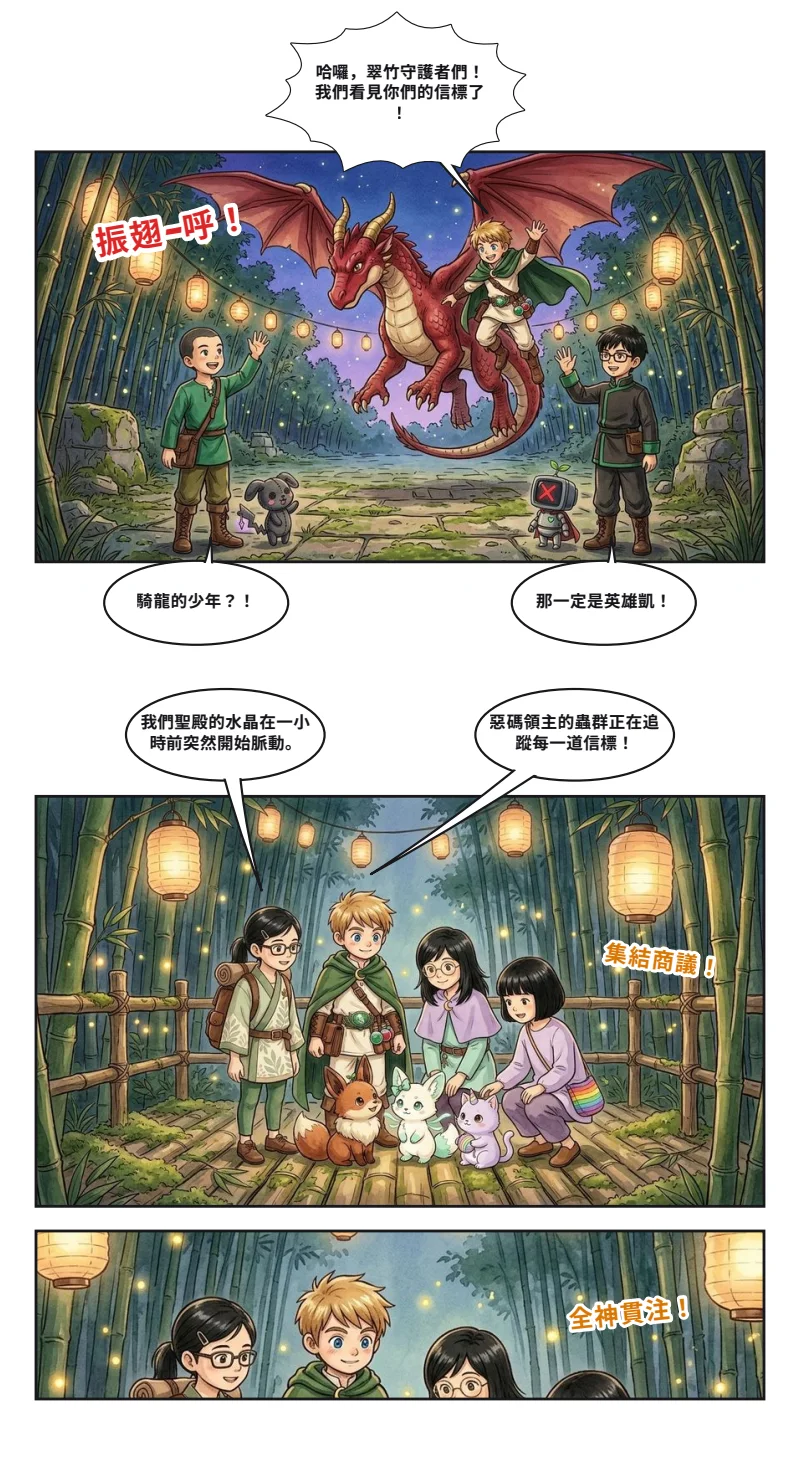 哈囉，翠竹守護者們！
我們看見你們的信標了
！
振翅–呼！
騎龍的少年？！
那一定是英雄凱！
我們聖殿的水晶在一小
時前突然開始脈動。
惡碼領主的蟲群正在追
蹤每一道信標！
集結商議！
全神貫注！